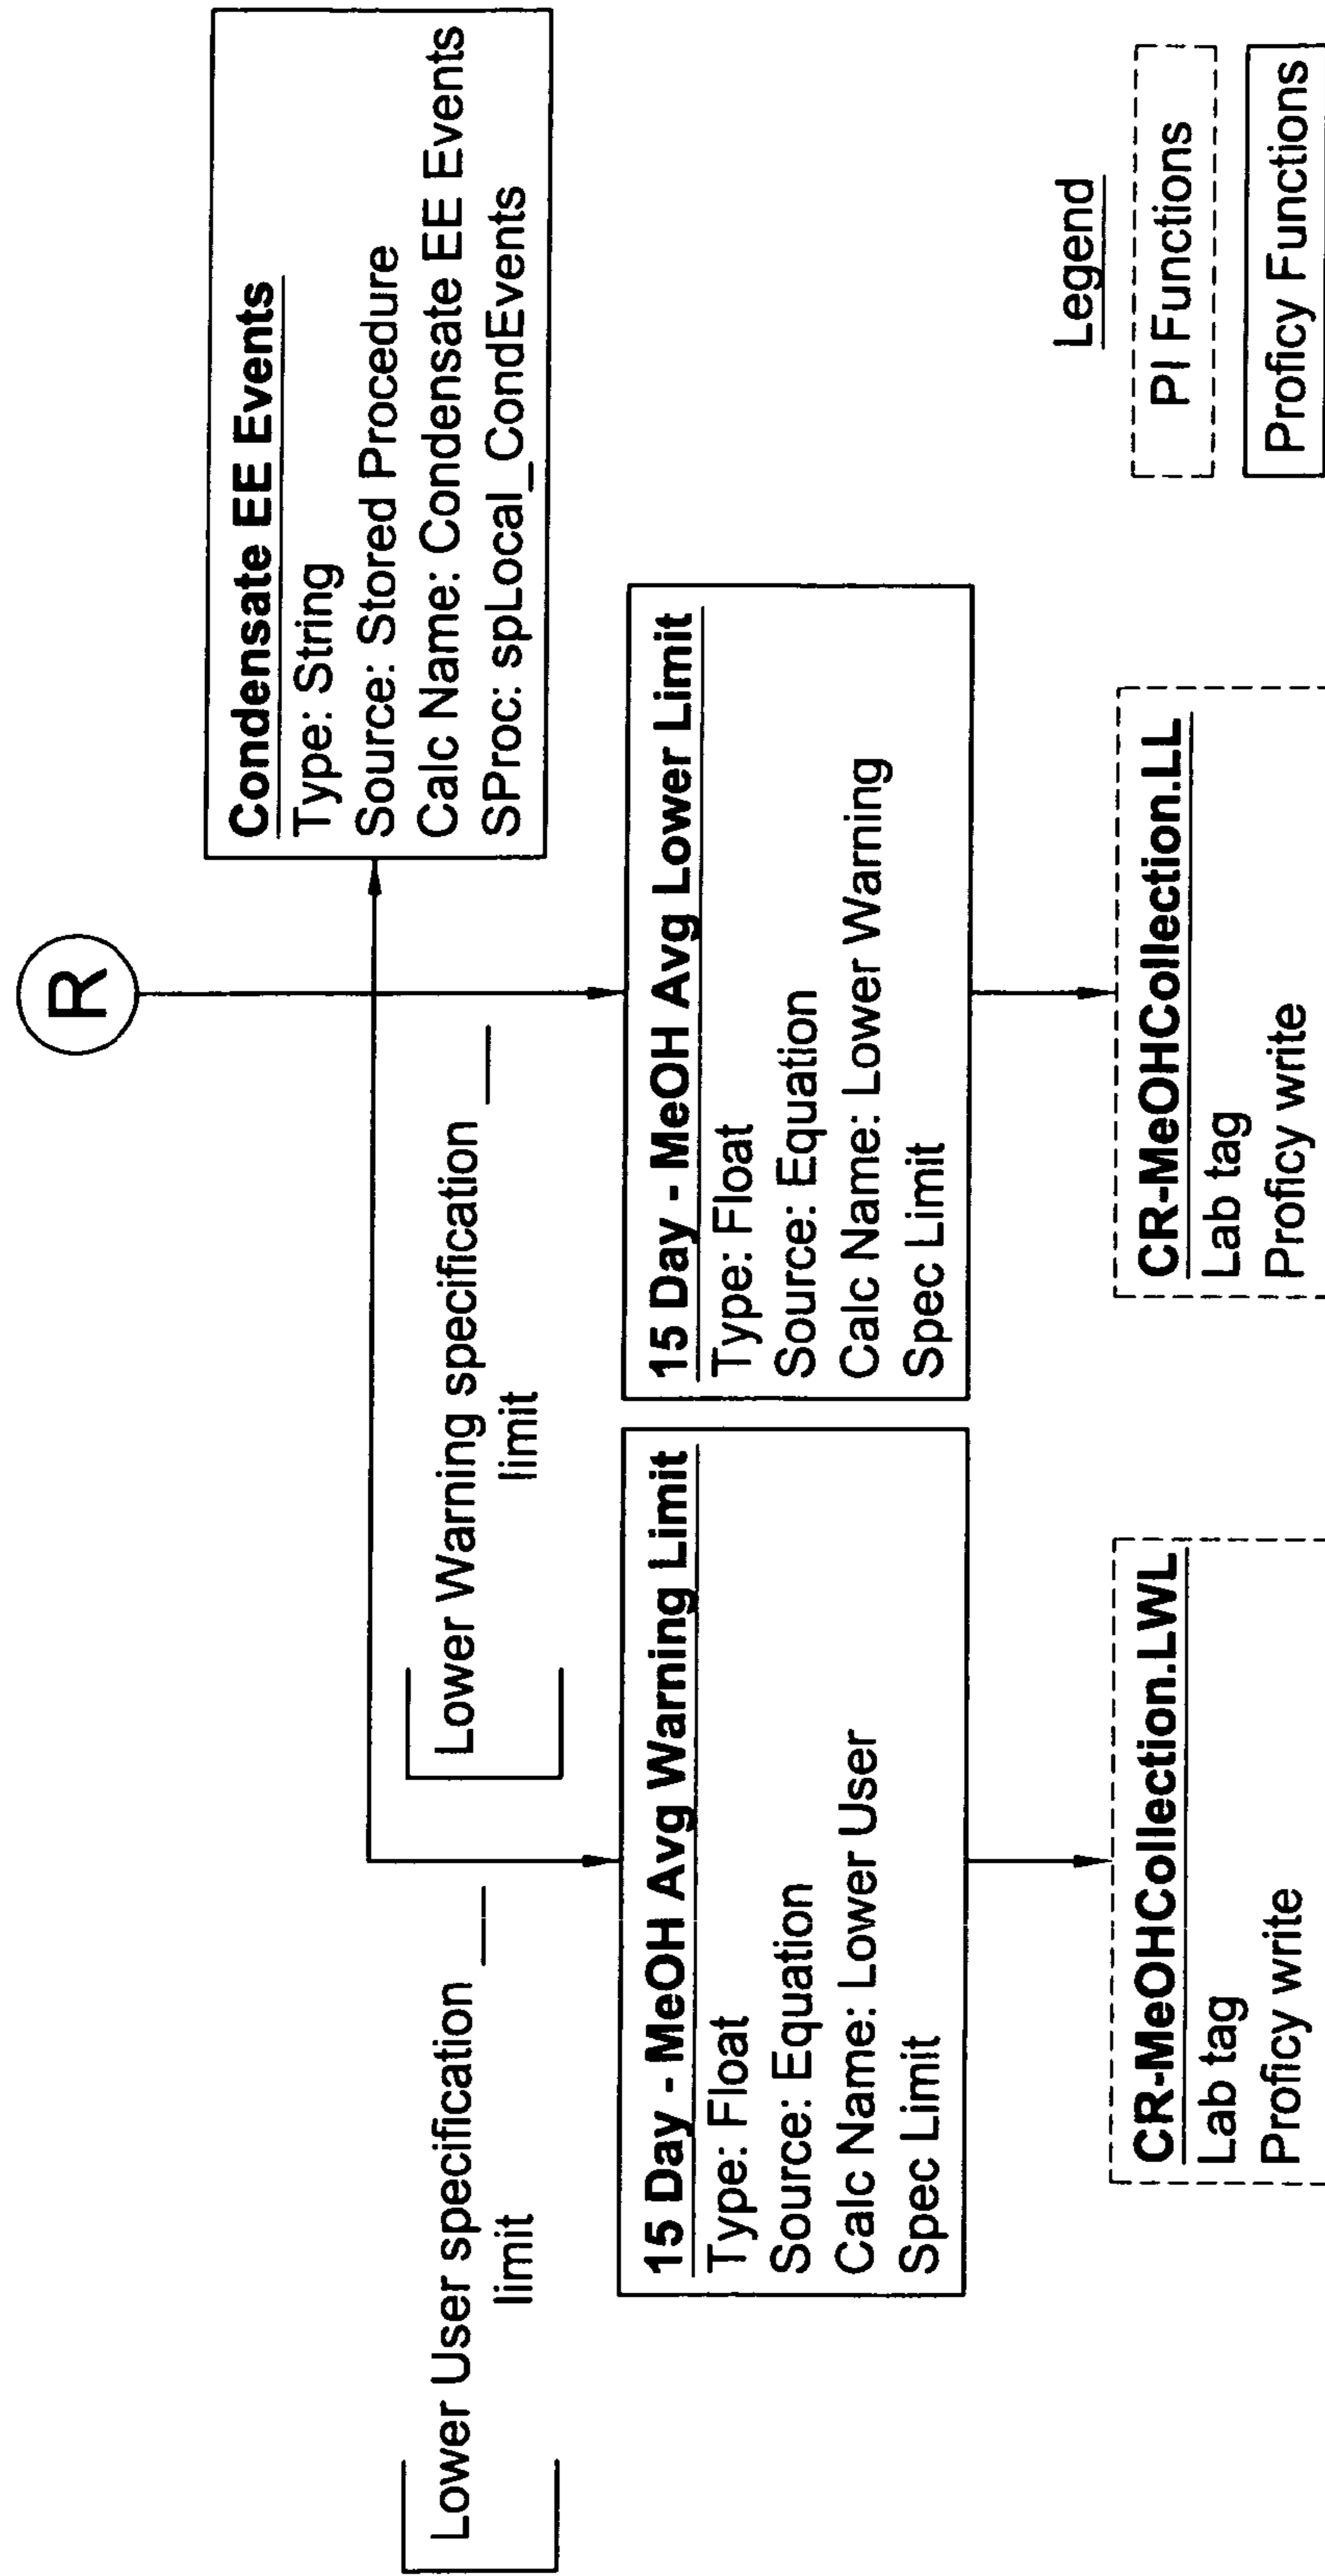 R
Condensate EE Events
Type: String
Source: Stored Procedure
Calc Name: Condensate EE Events
SProc: spLocal_CondEvents
Lower User specification
limit
Lower Warning specification
limit
15 Day - MeOH Avg Warning Limit
Type: Float
Source: Equation
Calc Name: Lower User
Spec Limit
15 Day - MeOH Avg Lower Limit
Type: Float
Source: Equation
Calc Name: Lower Warning
Spec Limit
CR-MeOHCollection.LWL
Lab tag
Proficy write
CR-MeOHCollection.LL
Lab tag
Proficy write
Legend
PI Functions
Proficy Functions